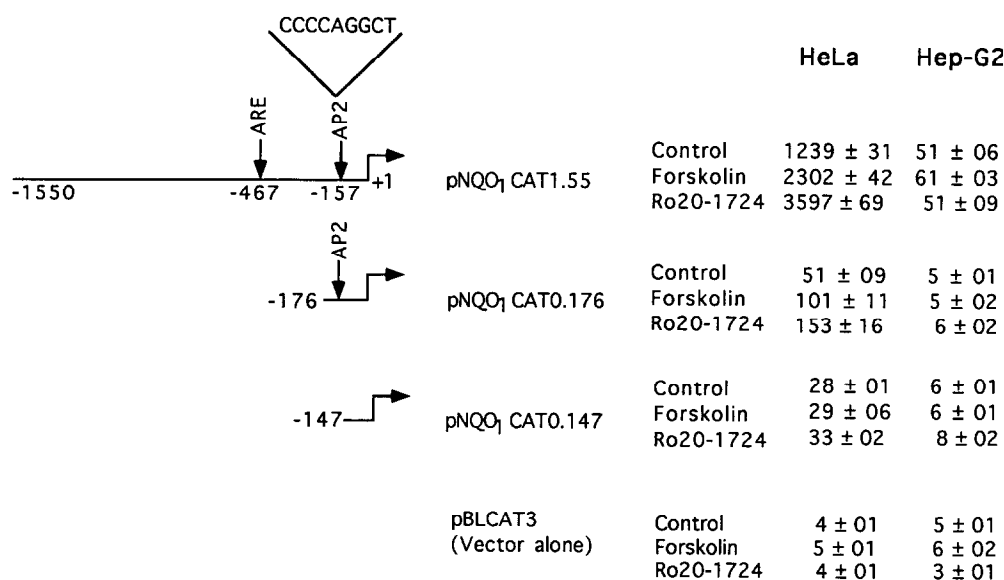 CCCCAGGCT
HeLa Hep-G2
ARE
AP2
-1550 -467 -157 +1
pNQO1 CAT1.55
Control 1239 ± 31 51 ± 06
Forskolin 2302 ± 42 61 ± 03
Ro20-1724 3597 ± 69 51 ± 09
AP2
-176
pNQO1 CAT0.176
Control 51 ± 09 5 ± 01
Forskolin 101 ± 11 5 ± 02
Ro20-1724 153 ± 16 6 ± 02
-147
pNQO1 CAT0.147
Control 28 ± 01 6 ± 01
Forskolin 29 ± 06 6 ± 01
Ro20-1724 33 ± 02 8 ± 02
pBLCAT3
(Vector alone)
Control 4 ± 01 5 ± 01
Forskolin 5 ± 01 6 ± 02
Ro20-1724 4 ± 01 3 ± 01